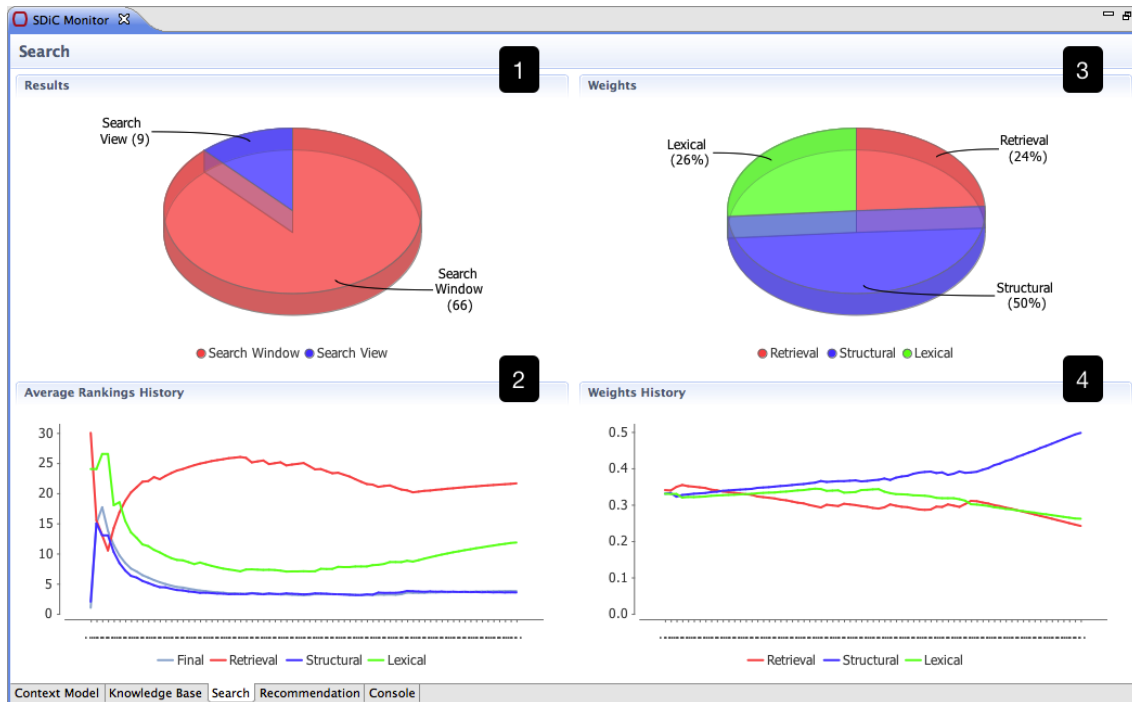 SDiC Monitor
Search
1
3
Results
Weights
Search
View (9)
Search
Window
(66)
Lexical
(26%)
Retrieval
(24%)
Structural
(50%)
Search Window Search View
Retrieval Structural Lexical
2
4
Average Rankings History
Weights History
30
25
20
15
10
5
0
0.5
0.4
0.3
0.2
0.1
0.0
Final Retrieval Structural Lexical
Retrieval Structural Lexical
Context Model Knowledge Base Search Recommendation Console